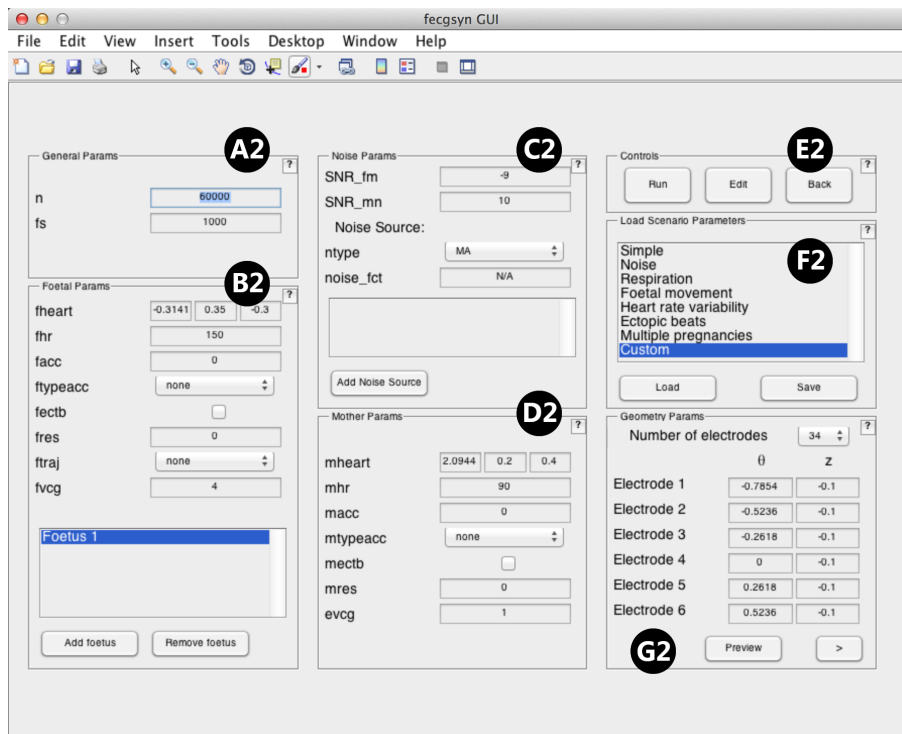 fecgsyn GUI
File Edit View Insert Tools Desktop Window Help
General Params
A2
?
n 60000
fs 1000
Foetal Params
B2
?
fheart -0.3141 0.35 -0.3
fhr 150
facc 0
ftypeacc none
fectb
fres 0
ftraj none
fvcg 4
Foetus 1
Add foetus Remove foetus
Noise Params
C2
?
SNR_fm -9
SNR_mn 10
Noise Source:
ntype MA
noise_fct N/A
Add Noise Source
Mother Params
D2
?
mheart 2.0944 0.2 0.4
mhr 90
macc 0
mtypeacc none
mectb
mres 0
evcg 1
Controls
E2
?
Run Edit Back
Load Scenario Parameters
?
F2
Simple
Noise
Respiration
Foetal movement
Heart rate variability
Ectopic beats
Multiple pregnancies
Custom
Load Save
Geometry Params
?
Number of electrodes 34
θ z
Electrode 1 -0.7854 -0.1
Electrode 2 -0.5236 -0.1
Electrode 3 -0.2618 -0.1
Electrode 4 0 -0.1
Electrode 5 0.2618 -0.1
Electrode 6 0.5236 -0.1
G2
Preview >